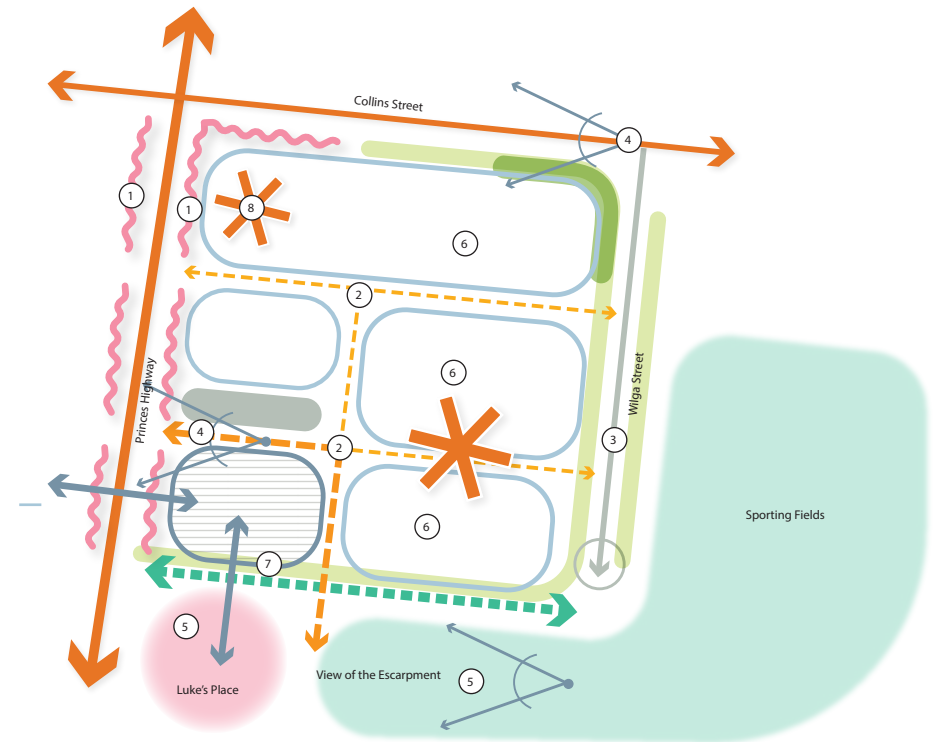 Collins Street
4
1
1
8
6
2
Princes Highway
6
Wilga Street
4
2
3
6
Sporting Fields
7
5
Luke's Place
View of the Escarpment
5